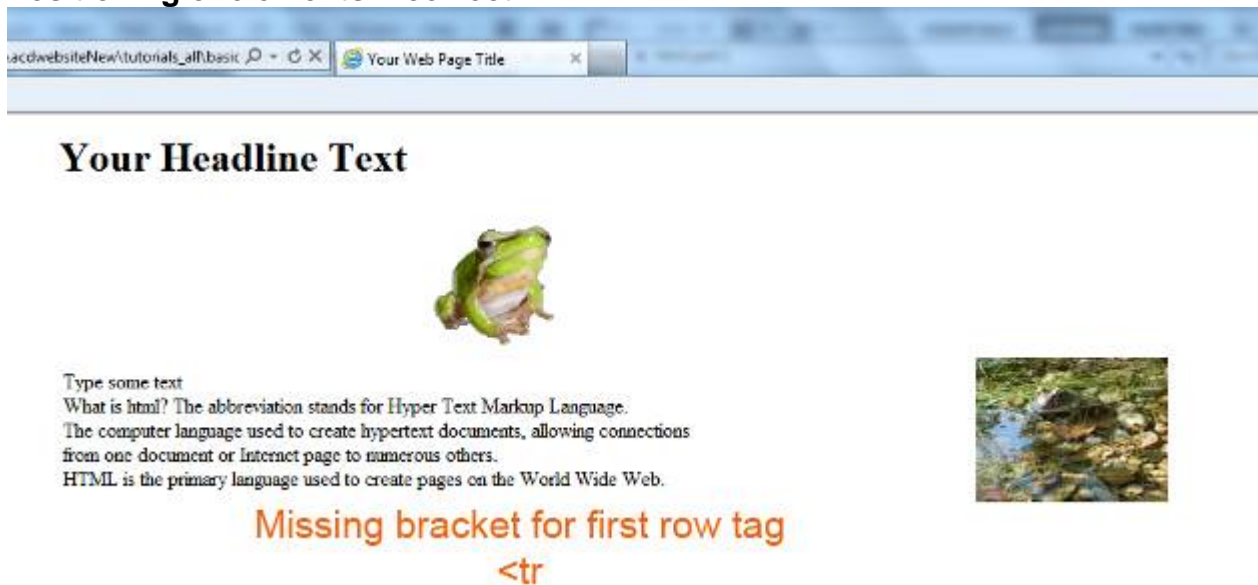 acdwebsiteNew\tutorials_all\basic
Your Web Page Title
Your Headline Text
Type some text
What is html? The abbreviation stands for Hyper Text Markup Language.
The computer language used to create hypertext documents, allowing connections
from one document or Internet page to numerous others.
HTML is the primary language used to create pages on the World Wide Web.
Missing bracket for first row tag
<tr